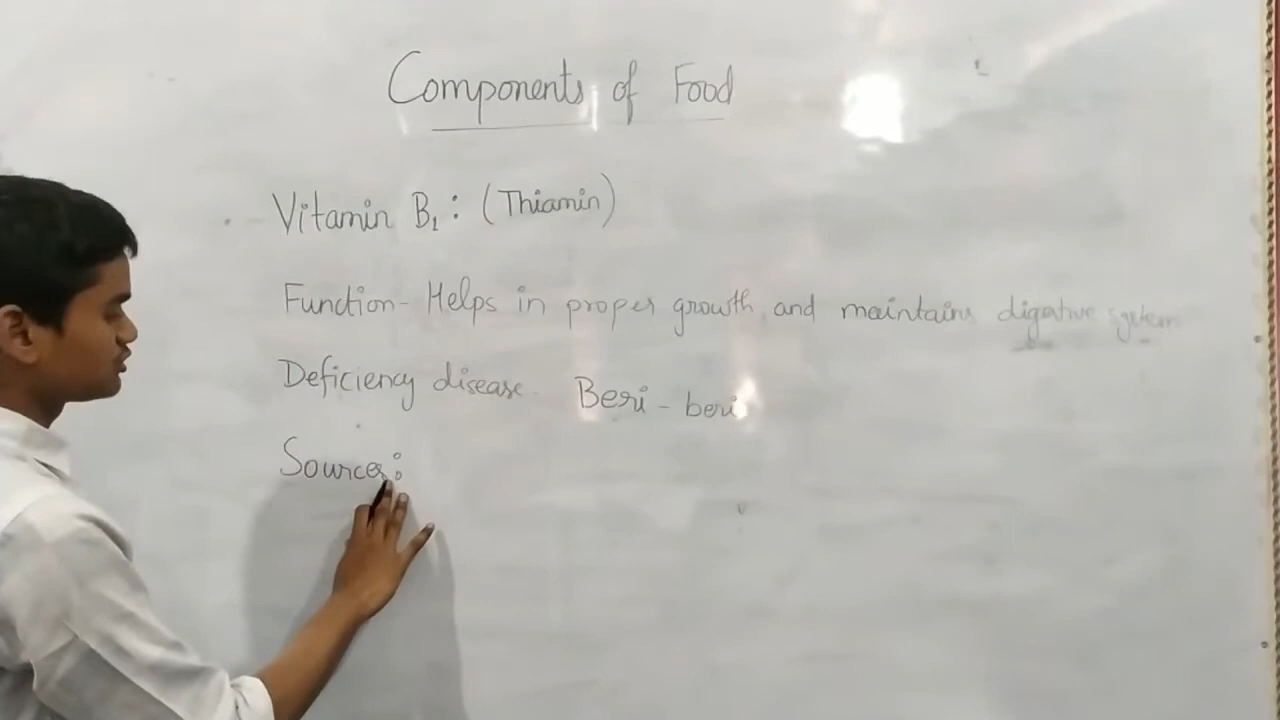 Components of Food
Vitamin B₁: (Thiamin)
Function- Helps in proper growth and maintains digative system
Deficiency disease - Beri - beri
Sources: